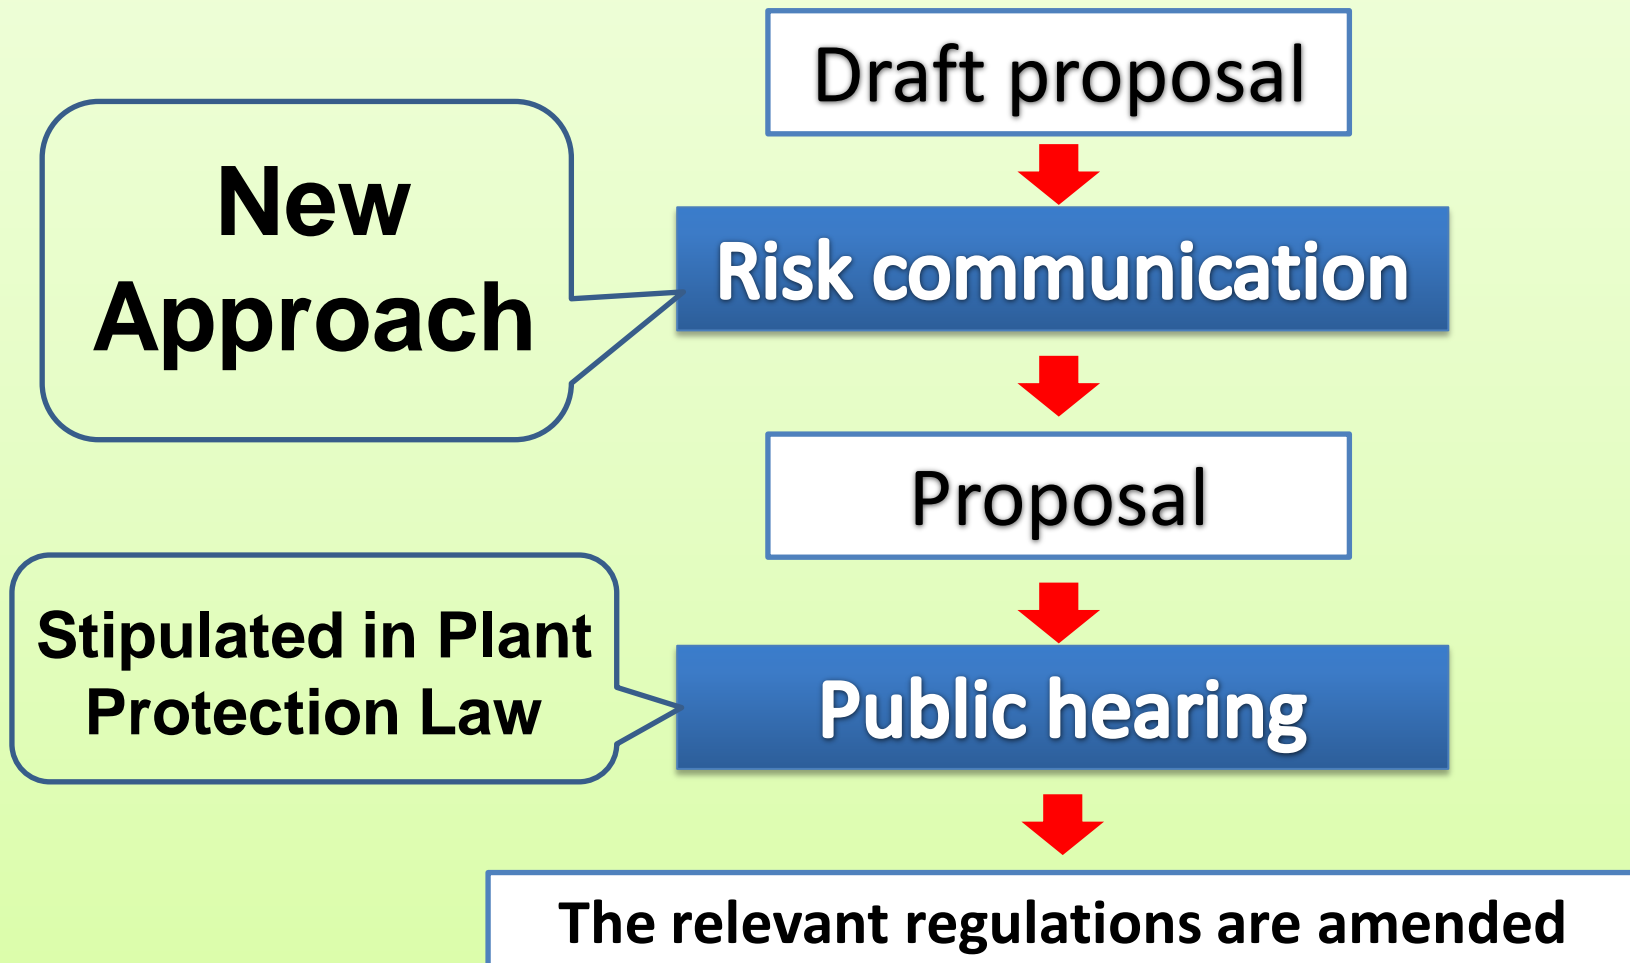 Draft proposal
New
Approach
Risk communication
Proposal
Stipulated in Plant
Protection Law
Public hearing
The relevant regulations are amended